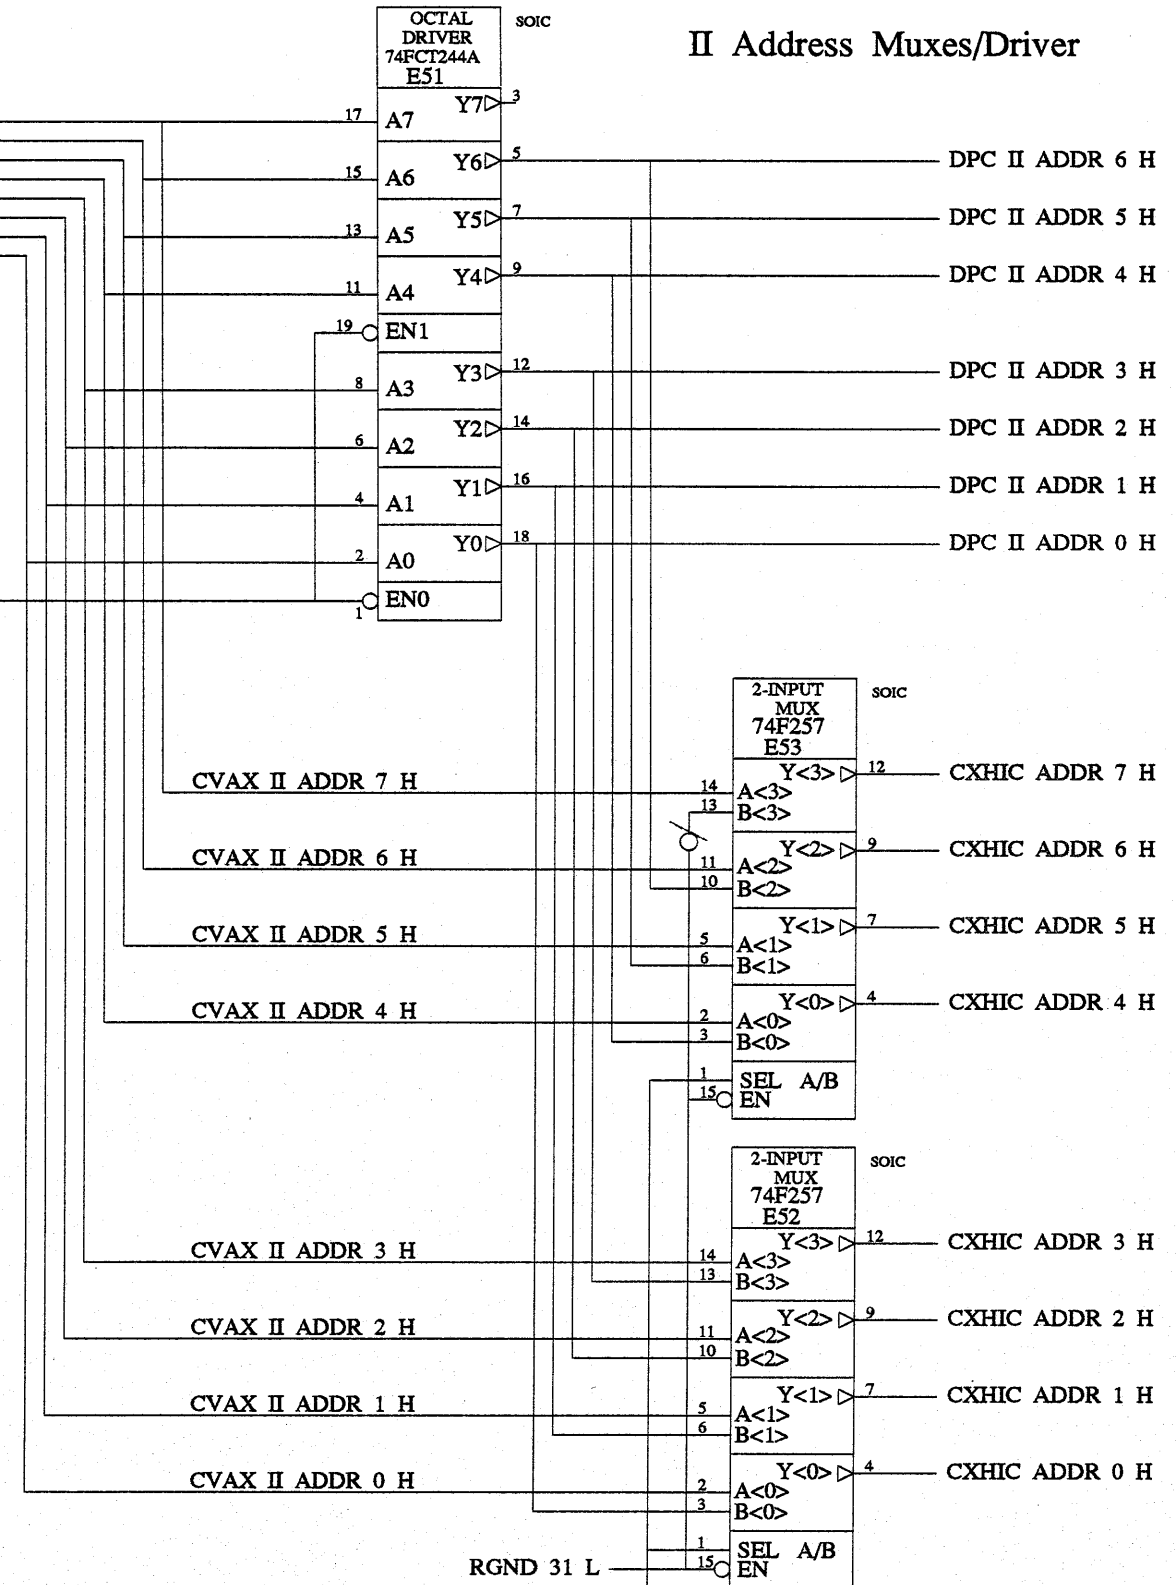 OCTAL
DRIVER
74FCT244A
E51
SOIC
II Address Muxes/Driver
Y7 3
17 A7
Y6 5 DPC II ADDR 6 H
15 A6
Y5 7 DPC II ADDR 5 H
13 A5
Y4 9 DPC II ADDR 4 H
11 A4
19 EN1
Y3 12 DPC II ADDR 3 H
8 A3
Y2 14 DPC II ADDR 2 H
6 A2
Y1 16 DPC II ADDR 1 H
4 A1
Y0 18 DPC II ADDR 0 H
2 A0
1 EN0
2-INPUT
MUX
74F257
E53
SOIC
Y<3> 12 CXHIC ADDR 7 H
CVAX II ADDR 7 H 14 A<3>
13 B<3>
Y<2> 9 CXHIC ADDR 6 H
CVAX II ADDR 6 H 11 A<2>
10 B<2>
Y<1> 7 CXHIC ADDR 5 H
CVAX II ADDR 5 H 5 A<1>
6 B<1>
Y<0> 4 CXHIC ADDR 4 H
CVAX II ADDR 4 H 2 A<0>
3 B<0>
1 SEL A/B
15 EN
2-INPUT
MUX
74F257
E52
SOIC
Y<3> 12 CXHIC ADDR 3 H
CVAX II ADDR 3 H 14 A<3>
13 B<3>
Y<2> 9 CXHIC ADDR 2 H
CVAX II ADDR 2 H 11 A<2>
10 B<2>
Y<1> 7 CXHIC ADDR 1 H
CVAX II ADDR 1 H 5 A<1>
6 B<1>
Y<0> 4 CXHIC ADDR 0 H
CVAX II ADDR 0 H 2 A<0>
3 B<0>
1 SEL A/B
RGND 31 L 15 EN